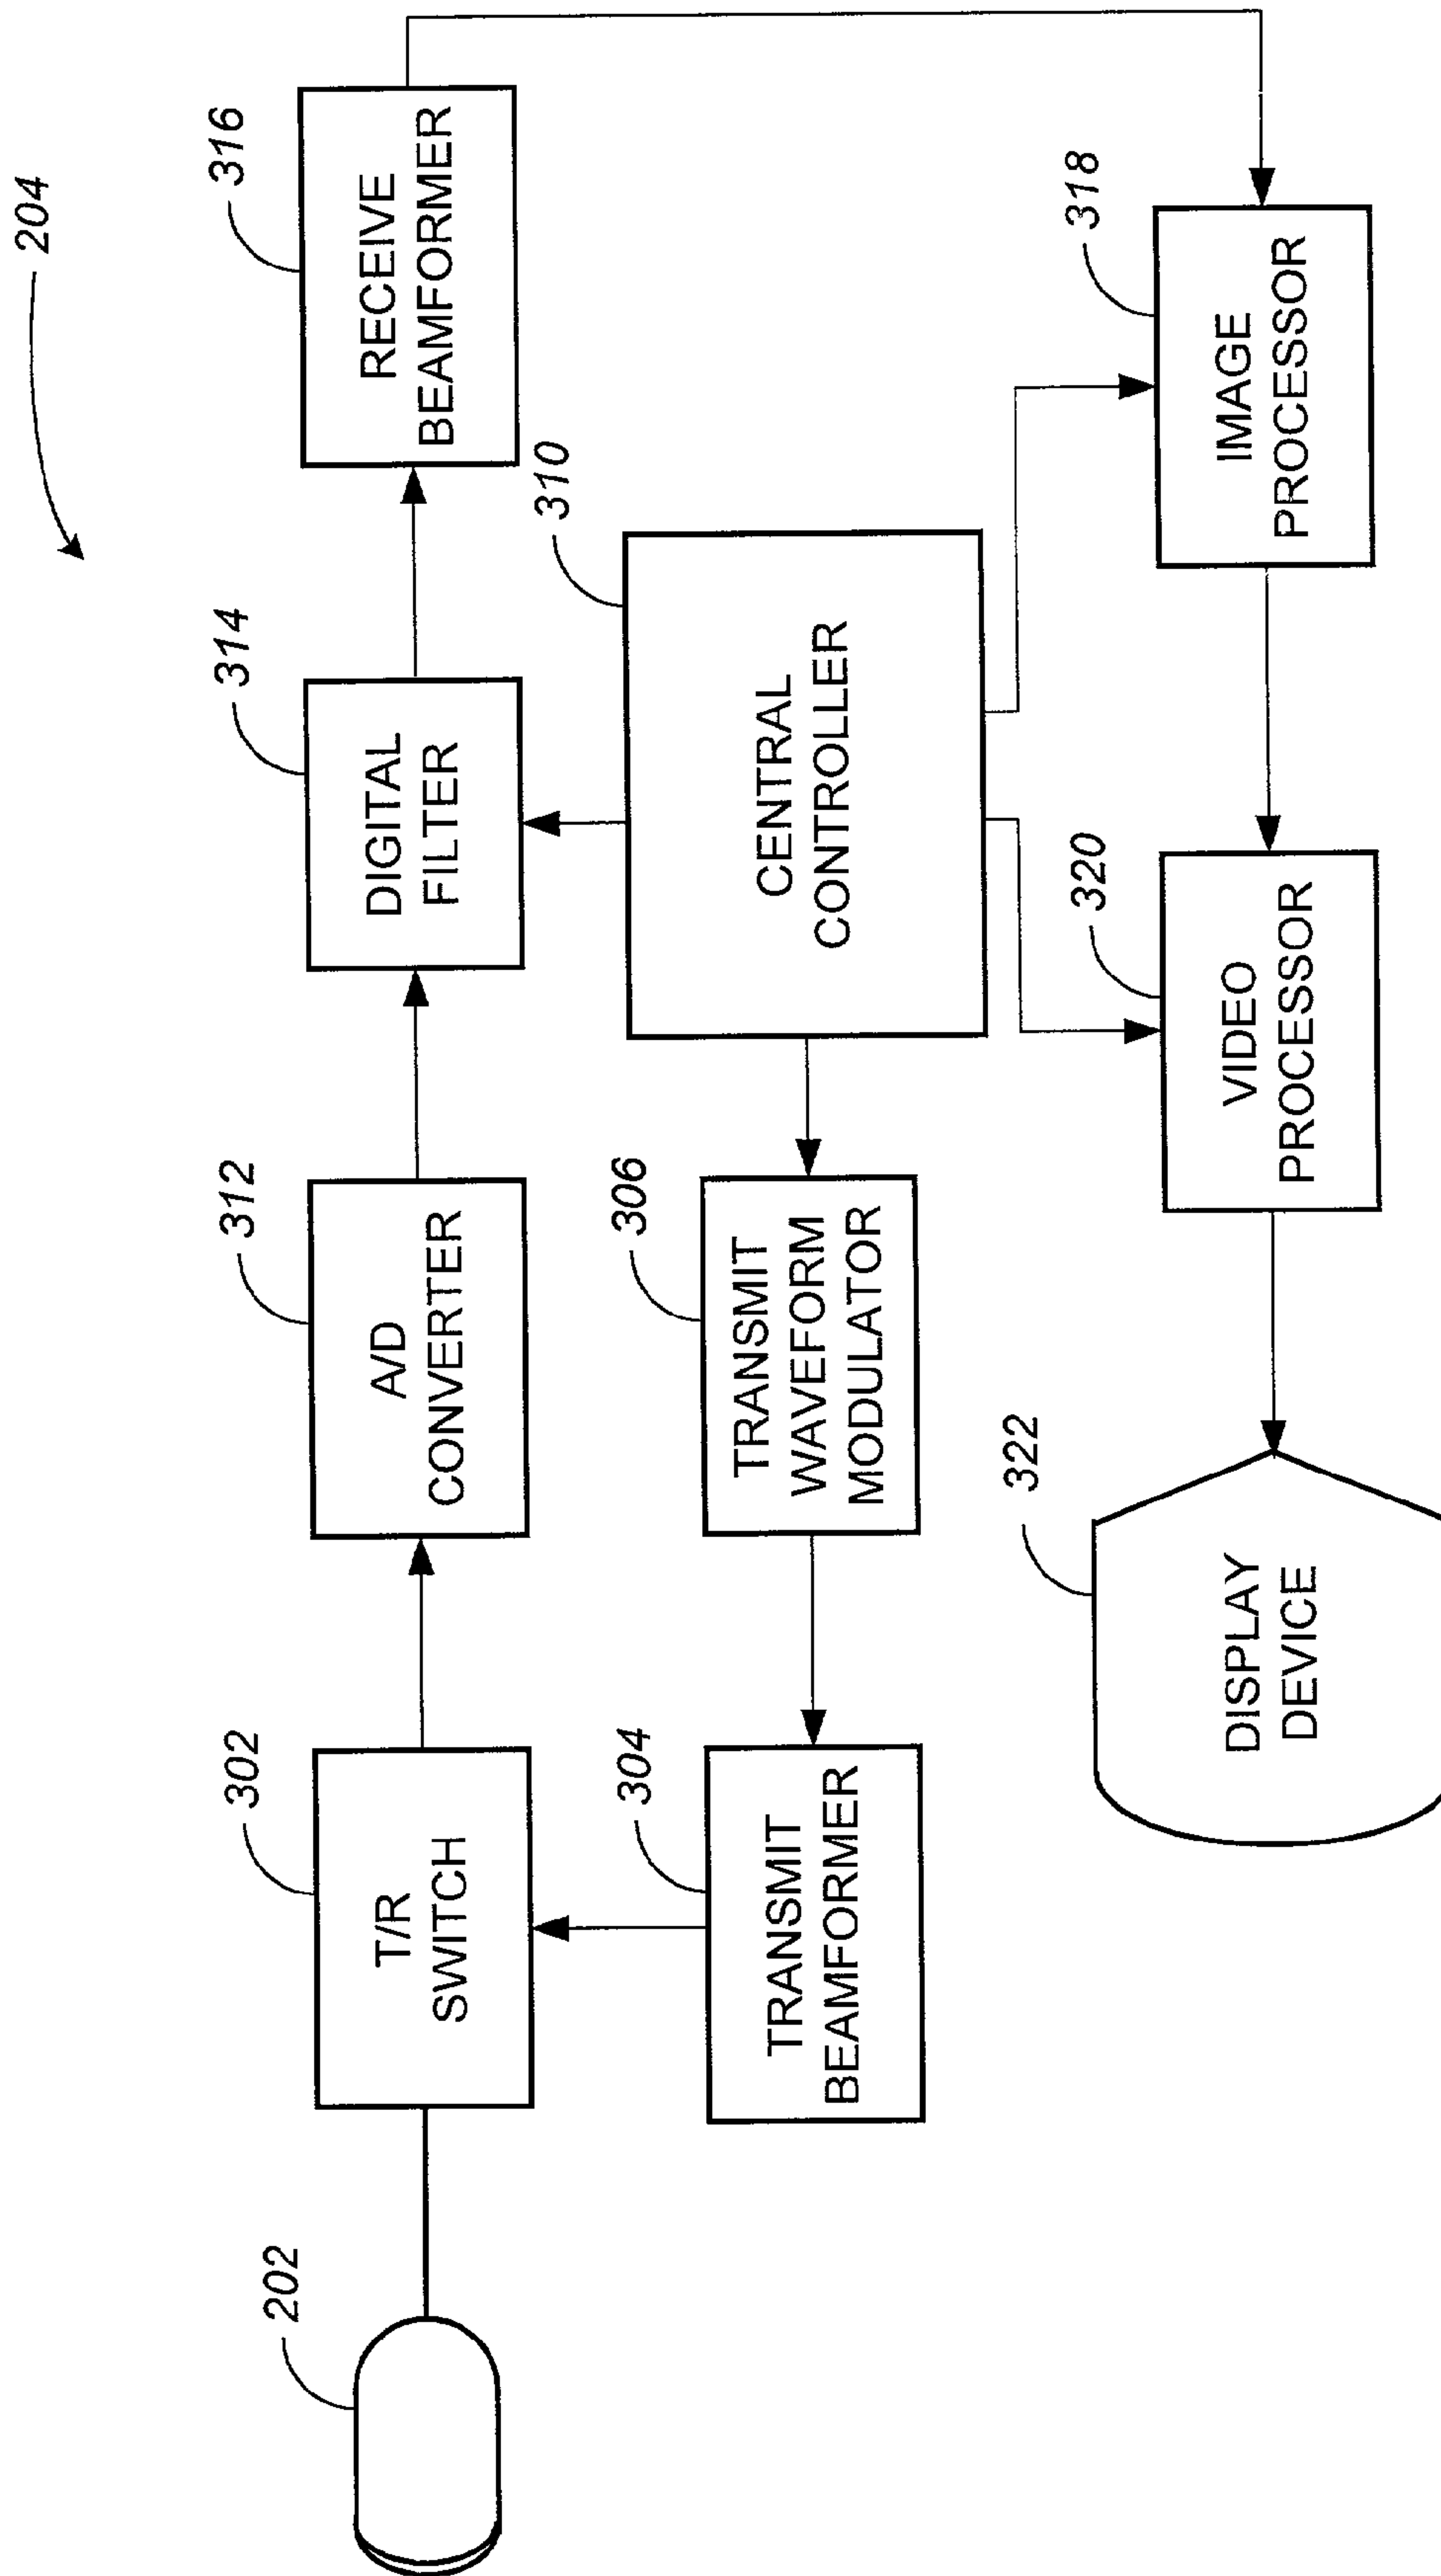 204
202
302
T/R
SWITCH
312
A/D
CONVERTER
314
DIGITAL
FILTER
316
RECEIVE
BEAMFORMER
304
TRANSMIT
BEAMFORMER
306
TRANSMIT
WAVEFORM
MODULATOR
310
CENTRAL
CONTROLLER
322
DISPLAY
DEVICE
320
VIDEO
PROCESSOR
318
IMAGE
PROCESSOR